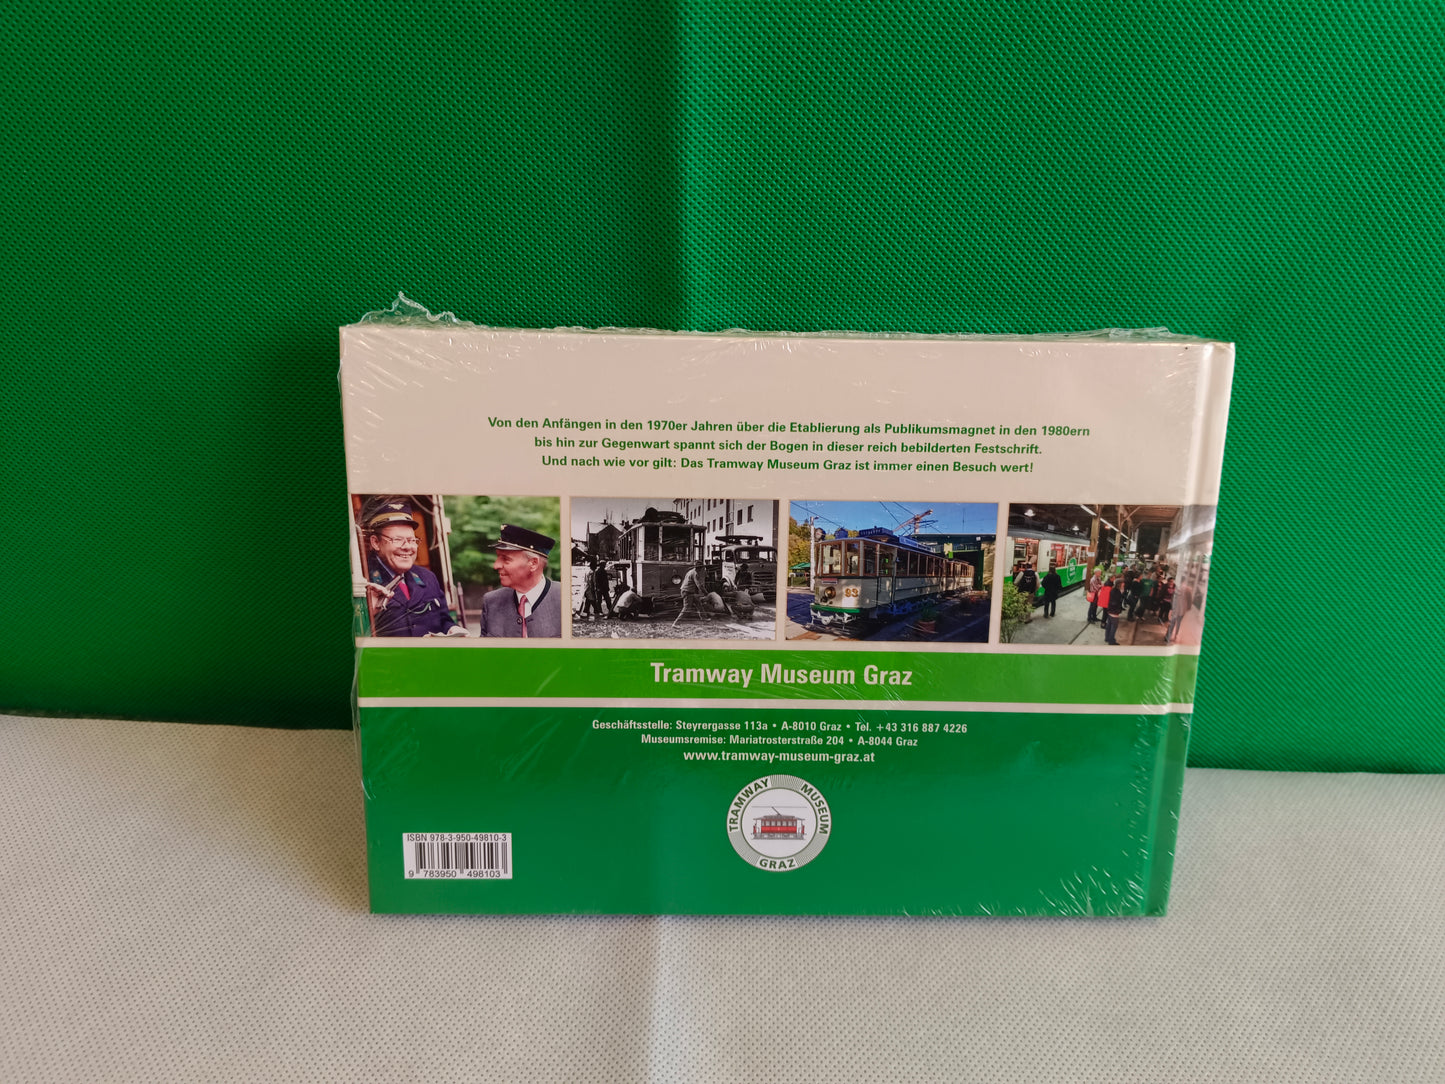 Von den Anfängen in den 1970er Jahren über die Etablierung als Publikumsmagnet in den 1980ern
bis hin zur Gegenwart spannt sich der Bogen in dieser reich bebilderten Festschrift.
Und nach wie vor gilt: Das Tramway Museum Graz ist immer einen Besuch wert!
93
Tramway Museum Graz
Geschäftsstelle: Steyrergasse 113a • A-8010 Graz • Tel. +43 316 887 4226
Museumsremise: Mariatrosterstraße 204 • A-8044 Graz
www.tramway-museum-graz.at
TRAMWAY MUSEUM
GRAZ
ISBN 978-3-950-49810-3
9 783950 498103